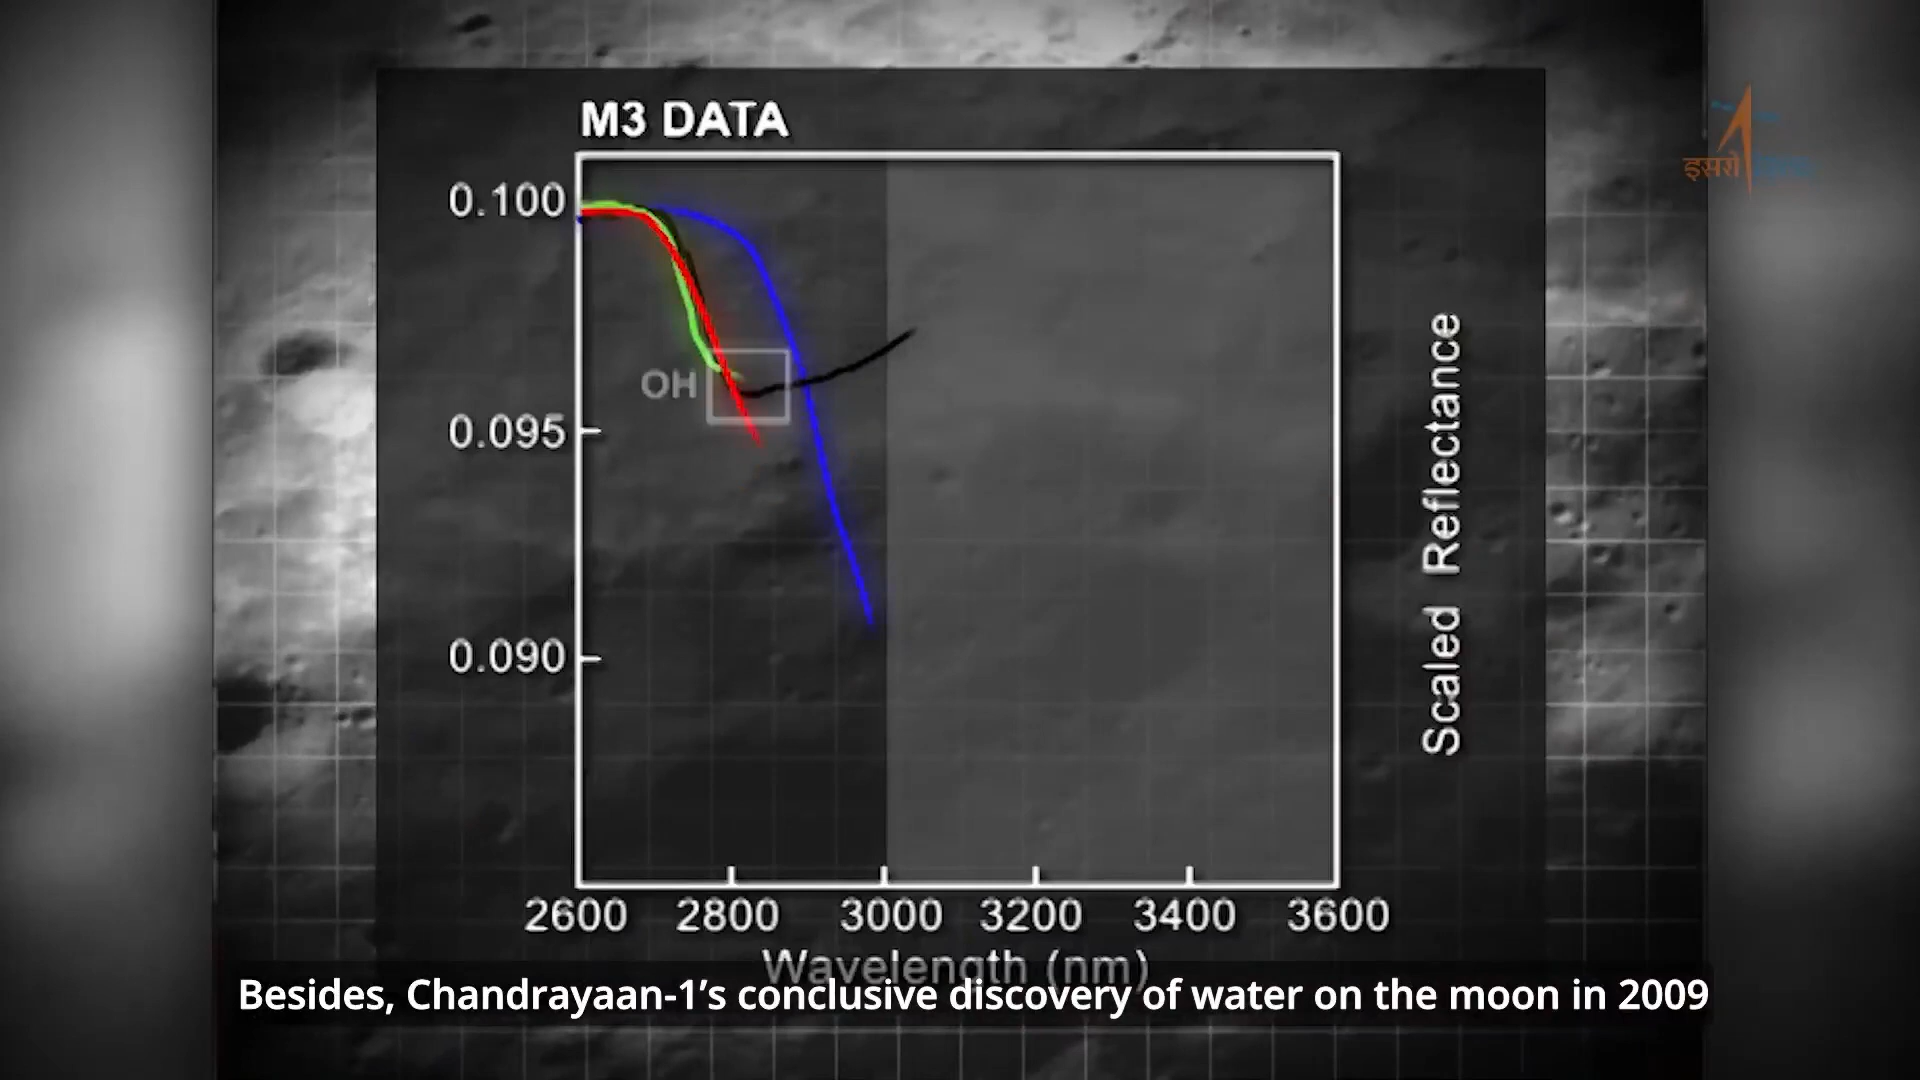 M3 DATA
0.100
0.095
0.090
OH
2600 2800 3000 3200 3400 3600
Wavelength (nm)
Scaled Reflectance
इसरो
Besides, Chandrayaan-1’s conclusive discovery of water on the moon in 2009